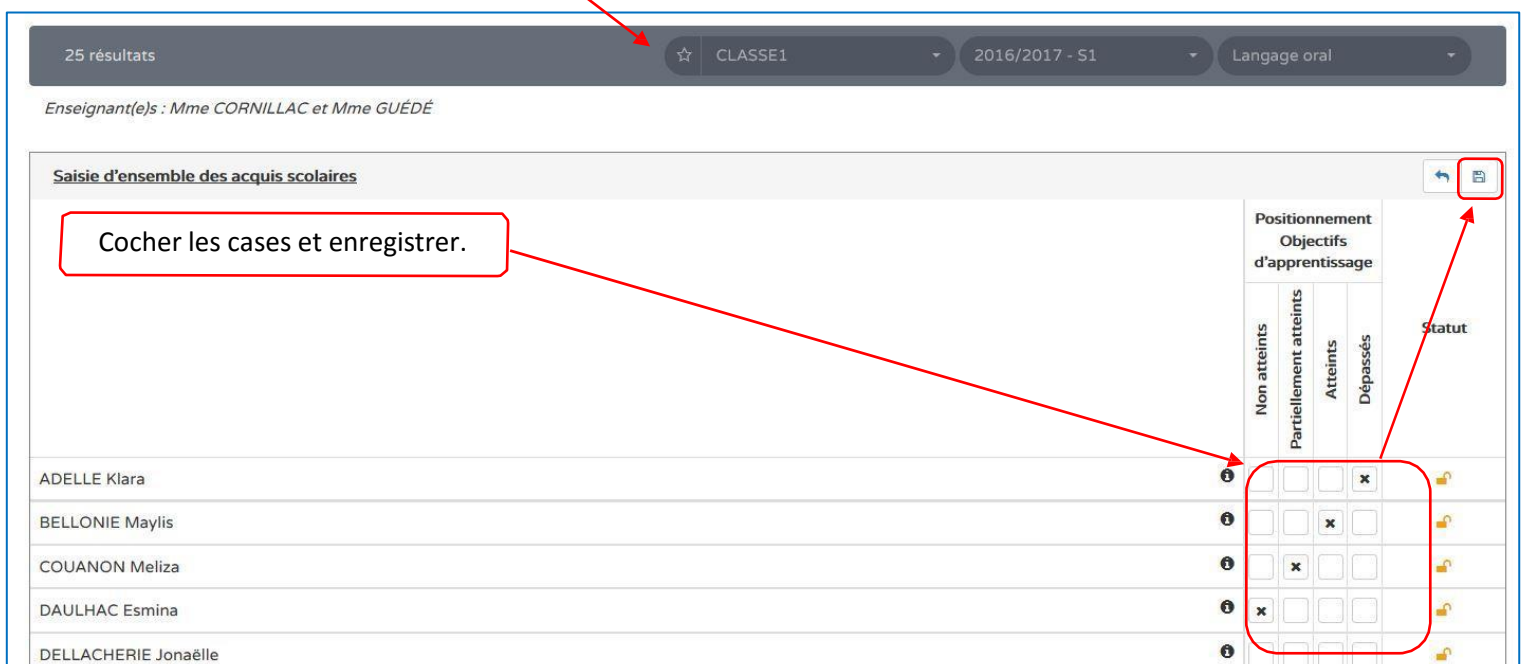 25 résultats CLASSE1 2016/2017 - S1 Langage oral
Enseignant(e)s : Mme CORNILLAC et Mme GUÉDÉ
Saisie d'ensemble des acquis scolaires
Cocher les cases et enregistrer.
Positionnement
Objectifs
d'apprentissage
Non atteints
Partiellement atteints
Atteints
Dépassés
Statut
ADELLE Klara
BELLONIE Maylis
COUANON Meliza
DAULHAC Esmina
DELLACHERIE Jonaëlle